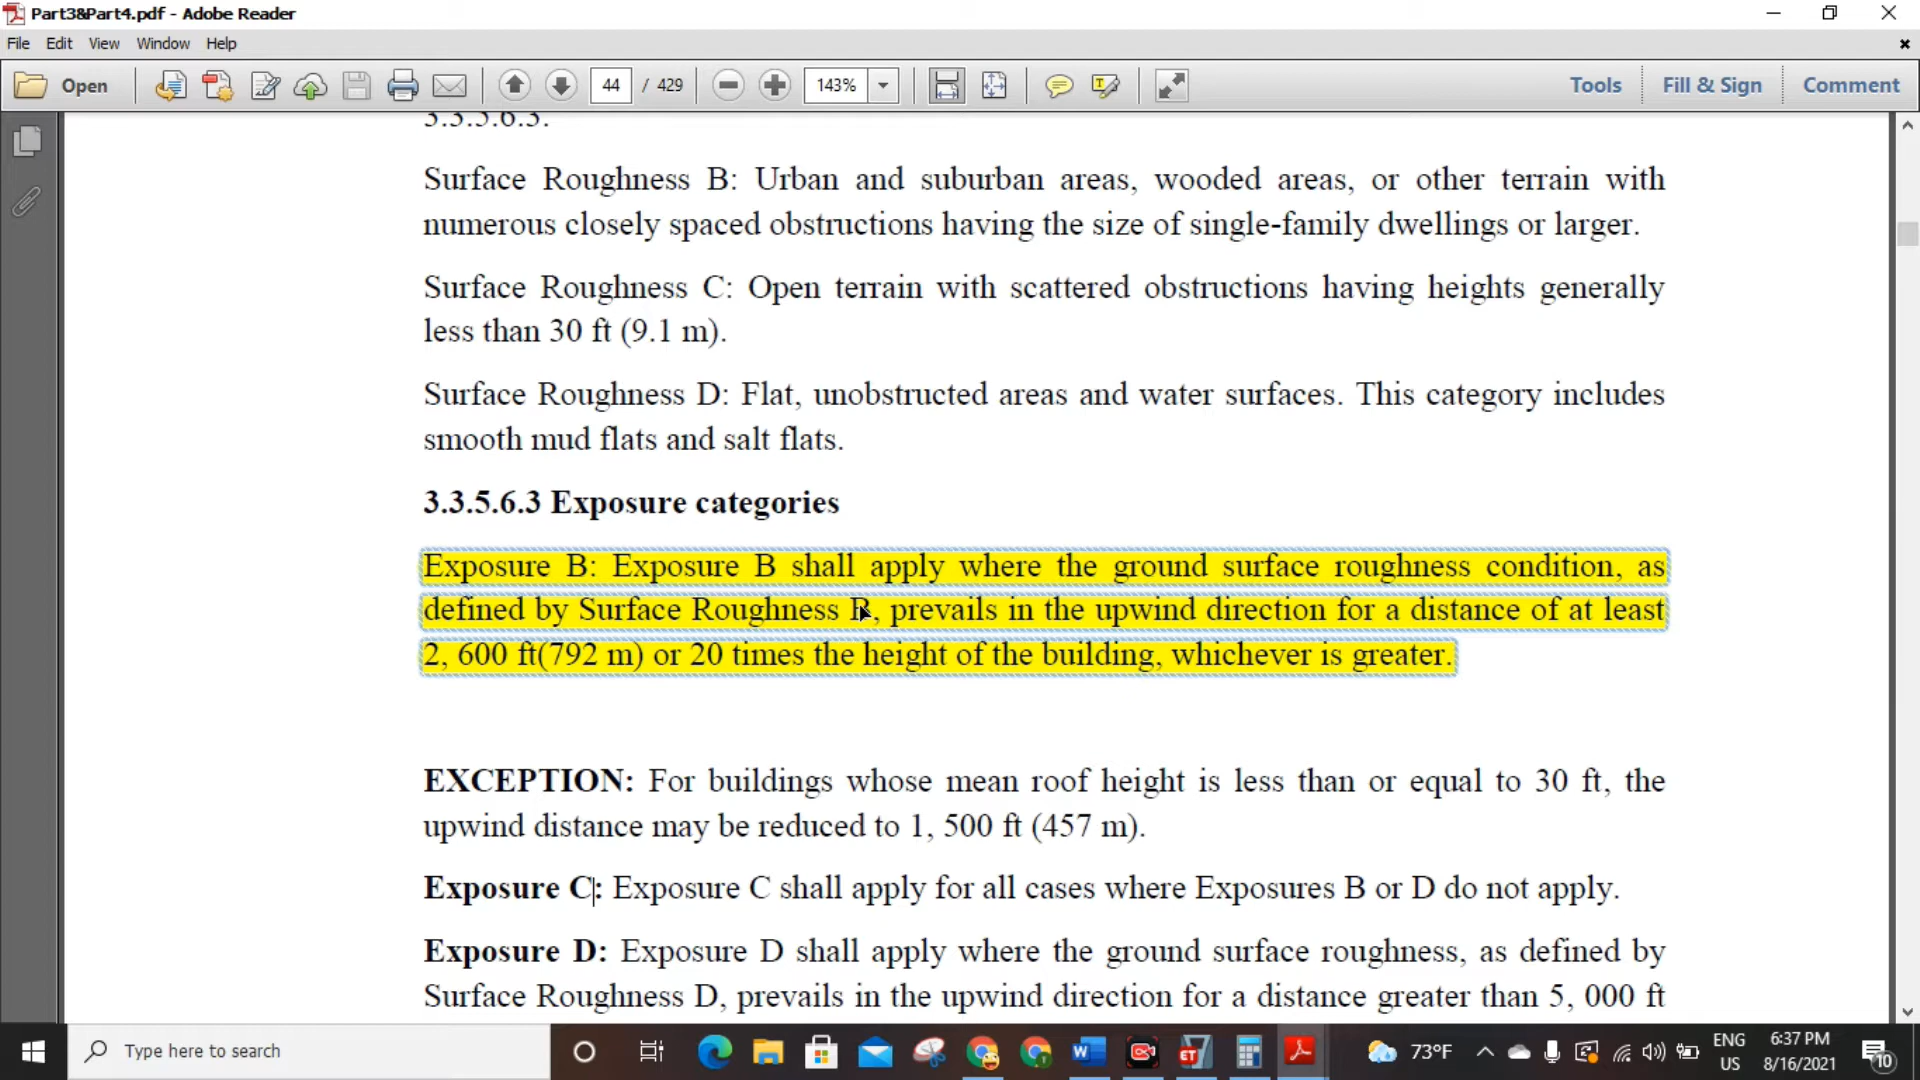 Part3&Part4.pdf - Adobe Reader
File Edit View Window Help
Open 44 / 429 143% Tools Fill & Sign Comment
3.3.5.6.3.
Surface Roughness B: Urban and suburban areas, wooded areas, or other terrain with
numerous closely spaced obstructions having the size of single-family dwellings or larger.
Surface Roughness C: Open terrain with scattered obstructions having heights generally
less than 30 ft (9.1 m).
Surface Roughness D: Flat, unobstructed areas and water surfaces. This category includes
smooth mud flats and salt flats.
3.3.5.6.3 Exposure categories
Exposure B: Exposure B shall apply where the ground surface roughness condition, as
defined by Surface Roughness B, prevails in the upwind direction for a distance of at least
2, 600 ft(792 m) or 20 times the height of the building, whichever is greater.
EXCEPTION: For buildings whose mean roof height is less than or equal to 30 ft, the
upwind distance may be reduced to 1, 500 ft (457 m).
Exposure C: Exposure C shall apply for all cases where Exposures B or D do not apply.
Exposure D: Exposure D shall apply where the ground surface roughness, as defined by
Surface Roughness D, prevails in the upwind direction for a distance greater than 5, 000 ft
Type here to search
W
ET
73°F
ENG
US
6:37 PM
8/16/2021
10